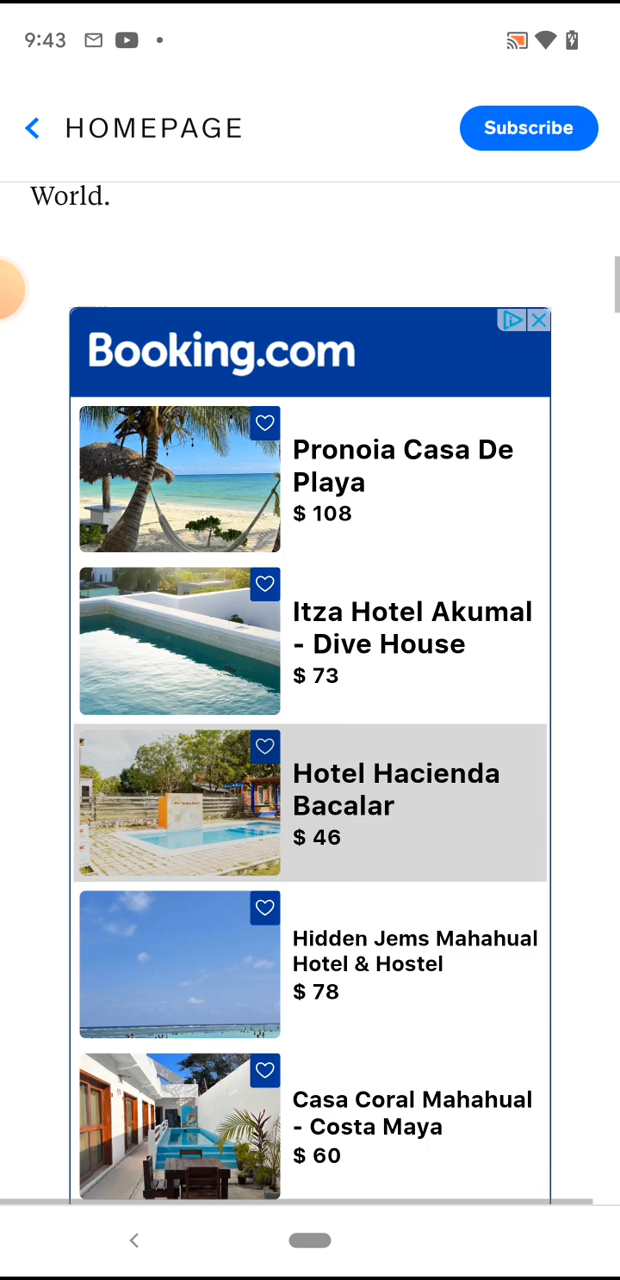 9:43
HOMEPAGE
Subscribe
World.
Booking.com
Pronoia Casa De
Playa
$ 108
Itza Hotel Akumal
- Dive House
$ 73
Hotel Hacienda
Bacalar
$ 46
Hidden Jems Mahahual
Hotel & Hostel
$ 78
Casa Coral Mahahual
- Costa Maya
$ 60